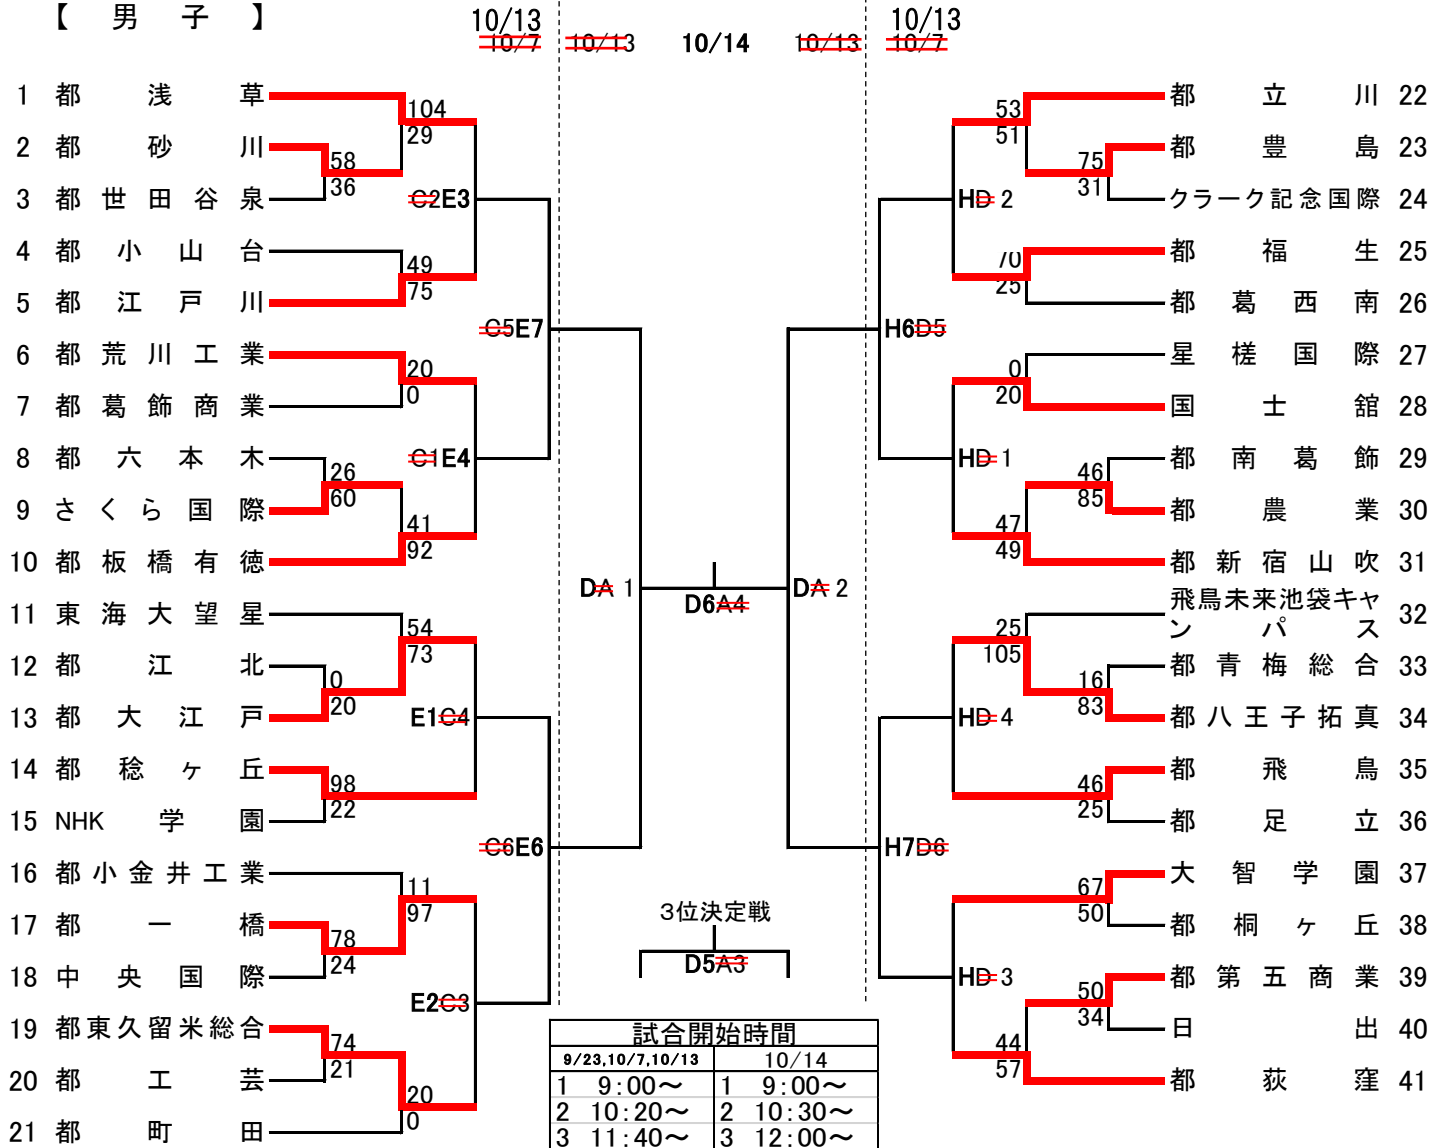 【 男 子 】
10/13
10/7
10/13
10/14
10/13
10/13
10/7
1 都浅草
2 都砂川
3 都世田谷泉
4 都小山台
5 都江戸川
6 都荒川工業
7 都葛飾商業
8 都六本木
9 さくら国際
10 都板橋有徳
11 東海大望星
12 都江北
13 都大江戸
14 都稔ヶ丘
15 NHK学園
16 都小金井工業
17 都一橋
18 中央国際
19 都東久留米総合
20 都工芸
21 都町田
104
29
58
36
C2E3
49
75
C5E7
20
0
C1E4
26
60
41
92
54
73
0
20
E1C4
98
22
C6E6
11
97
78
24
E2C3
74
21
20
0
DA 1
D6A4
DA 2
3位決定戦
D5A3
都立川 22
都豊島 23
クラーク記念国際 24
都福生 25
都葛西南 26
星槎国際 27
国士舘 28
都南葛飾 29
都農業 30
都新宿山吹 31
飛鳥未来池袋キャ
ンパス 32
都青梅総合 33
都八王子拓真 34
都飛鳥 35
都足立 36
大智学園 37
都桐ヶ丘 38
都第五商業 39
日出 40
都荻窪 41
53
51
75
31
HD 2
70
25
H6D5
0
20
HD 1
46
85
47
49
25
105
16
83
HD 4
46
25
H7D6
67
50
HD 3
50
34
44
57
試合開始時間
9/23,10/7,10/13 10/14
1 9:00～ 1 9:00～
2 10:20～ 2 10:30～
3 11:40～ 3 12:00～